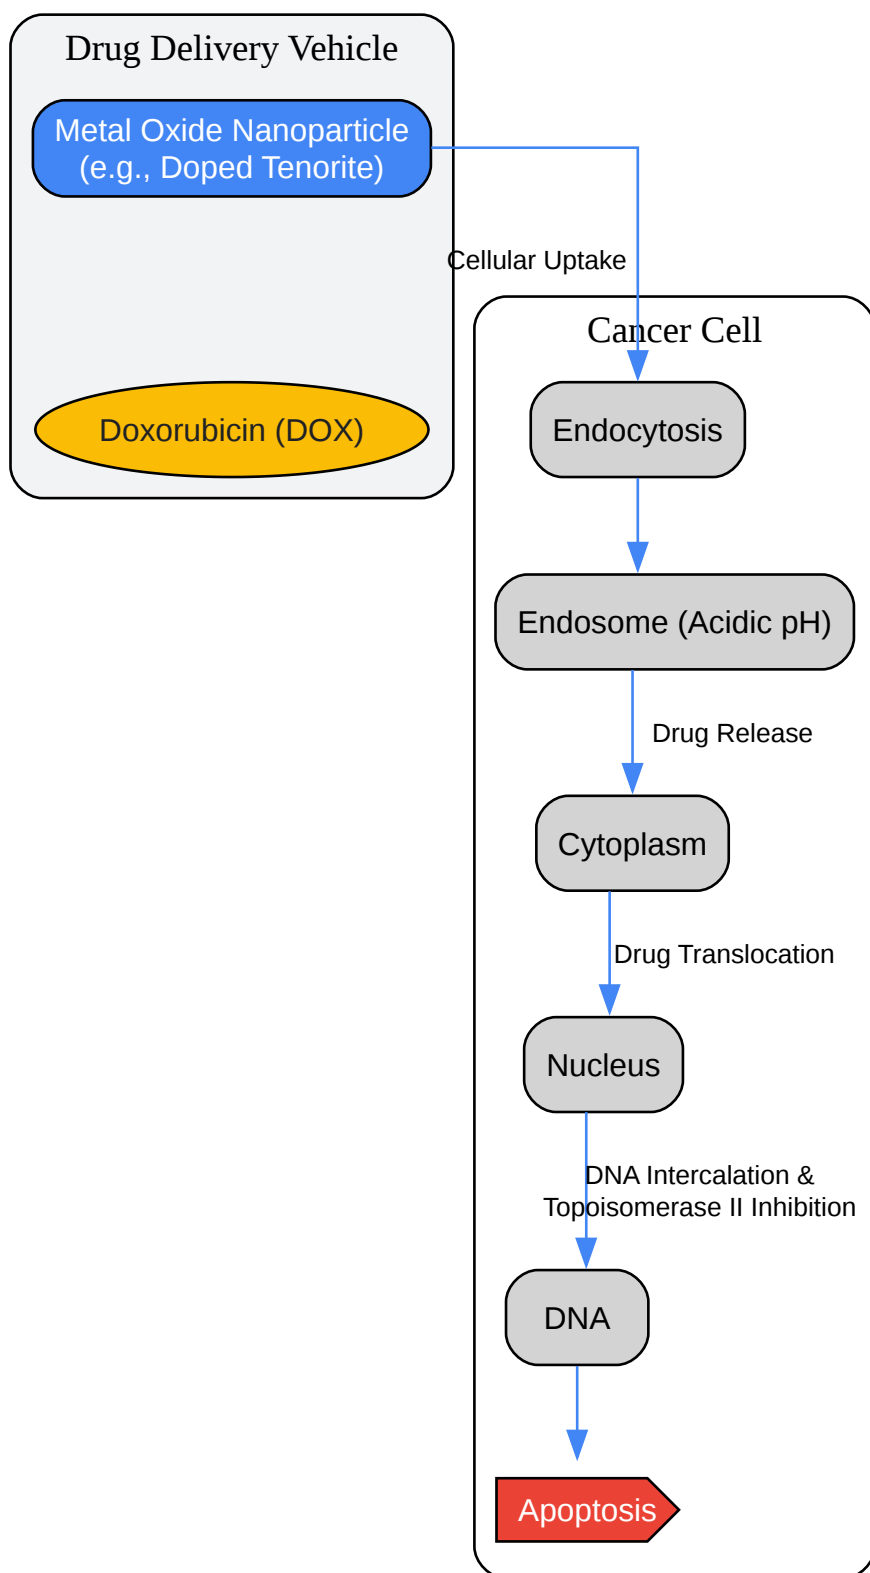 Drug Delivery Vehicle
Metal Oxide Nanoparticle
(e.g., Doped Tenorite)
Cellular Uptake
Cancer Cell
Doxorubicin (DOX)
Endocytosis
Endosome (Acidic pH)
Drug Release
Cytoplasm
Drug Translocation
Nucleus
DNA Intercalation &
Topoisomerase II Inhibition
DNA
Apoptosis